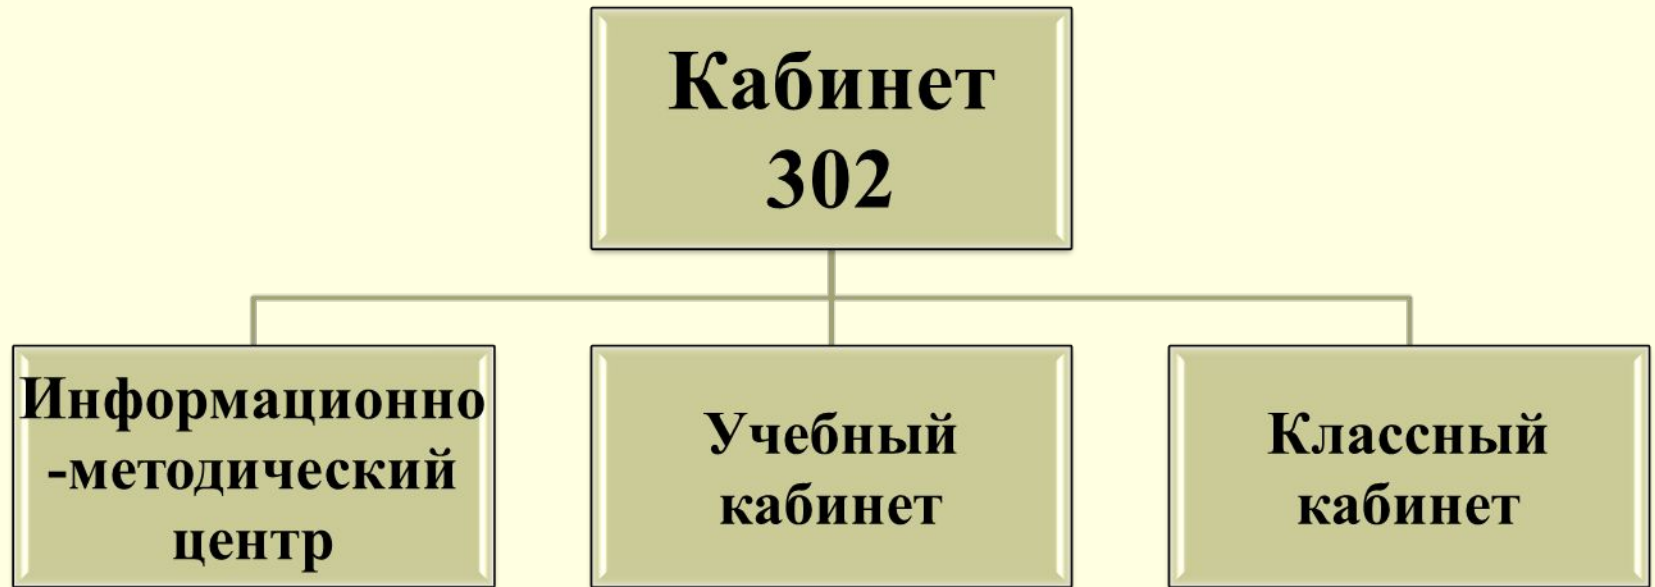 Кабинет
302
Информационно
-методический
центр
Учебный
кабинет
Классный
кабинет